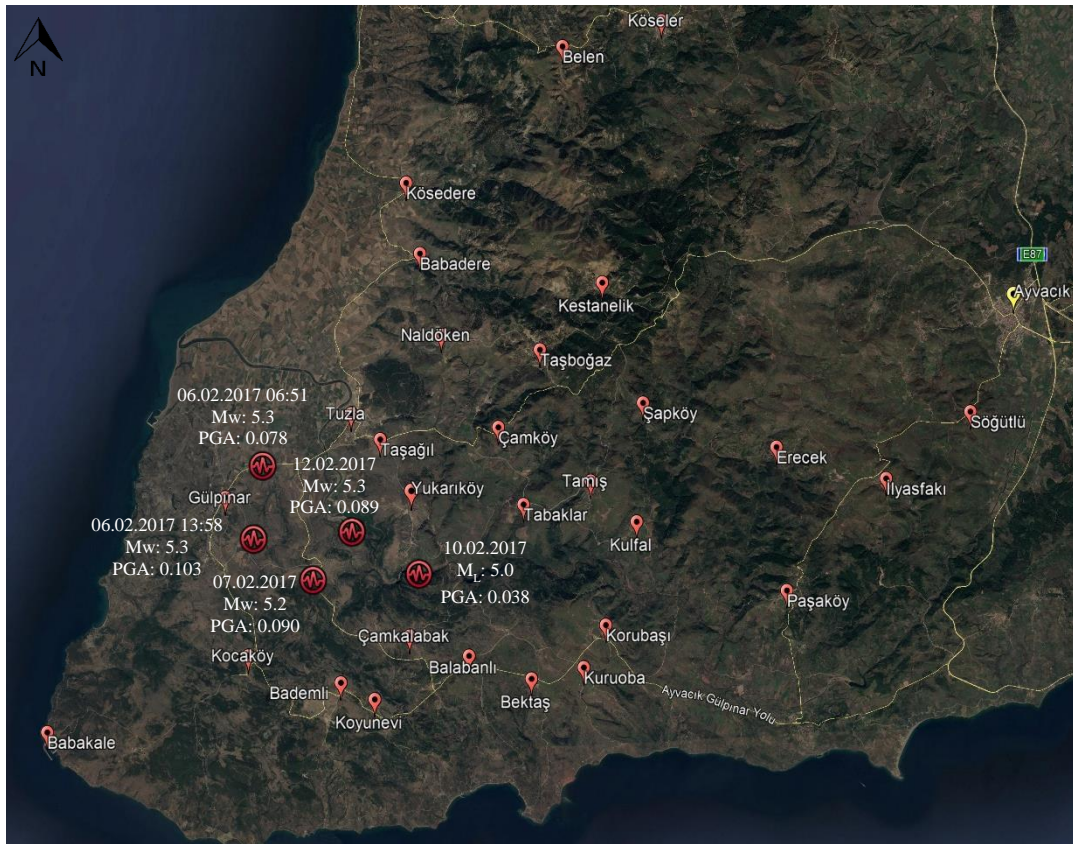 Köseler
Belen
N
Kösedere
E87
Babadere
Kestanelik
Ayvacık
Naldöken
Taşboğaz
06.02.2017 06:51
Mw: 5.3
PGA: 0.078
Tuzla
Şapköy
Söğütlü
Taşağıl
Çamköy
Erecek
12.02.2017
Mw: 5.3
PGA: 0.089
Gülpınar
Yukarıköy
Tamış
İlyasfakı
Tabaklar
06.02.2017 13:58
Mw: 5.3
PGA: 0.103
Kulfal
10.02.2017
ML: 5.0
PGA: 0.038
07.02.2017
Mw: 5.2
PGA: 0.090
Paşaköy
Kocaköy
Çamkalabak
Korubaşı
Balabanlı
Kuruoba
Bademli
Bektaş
Koyunevi
Ayvacık Gülpınar Yolu
Babakale